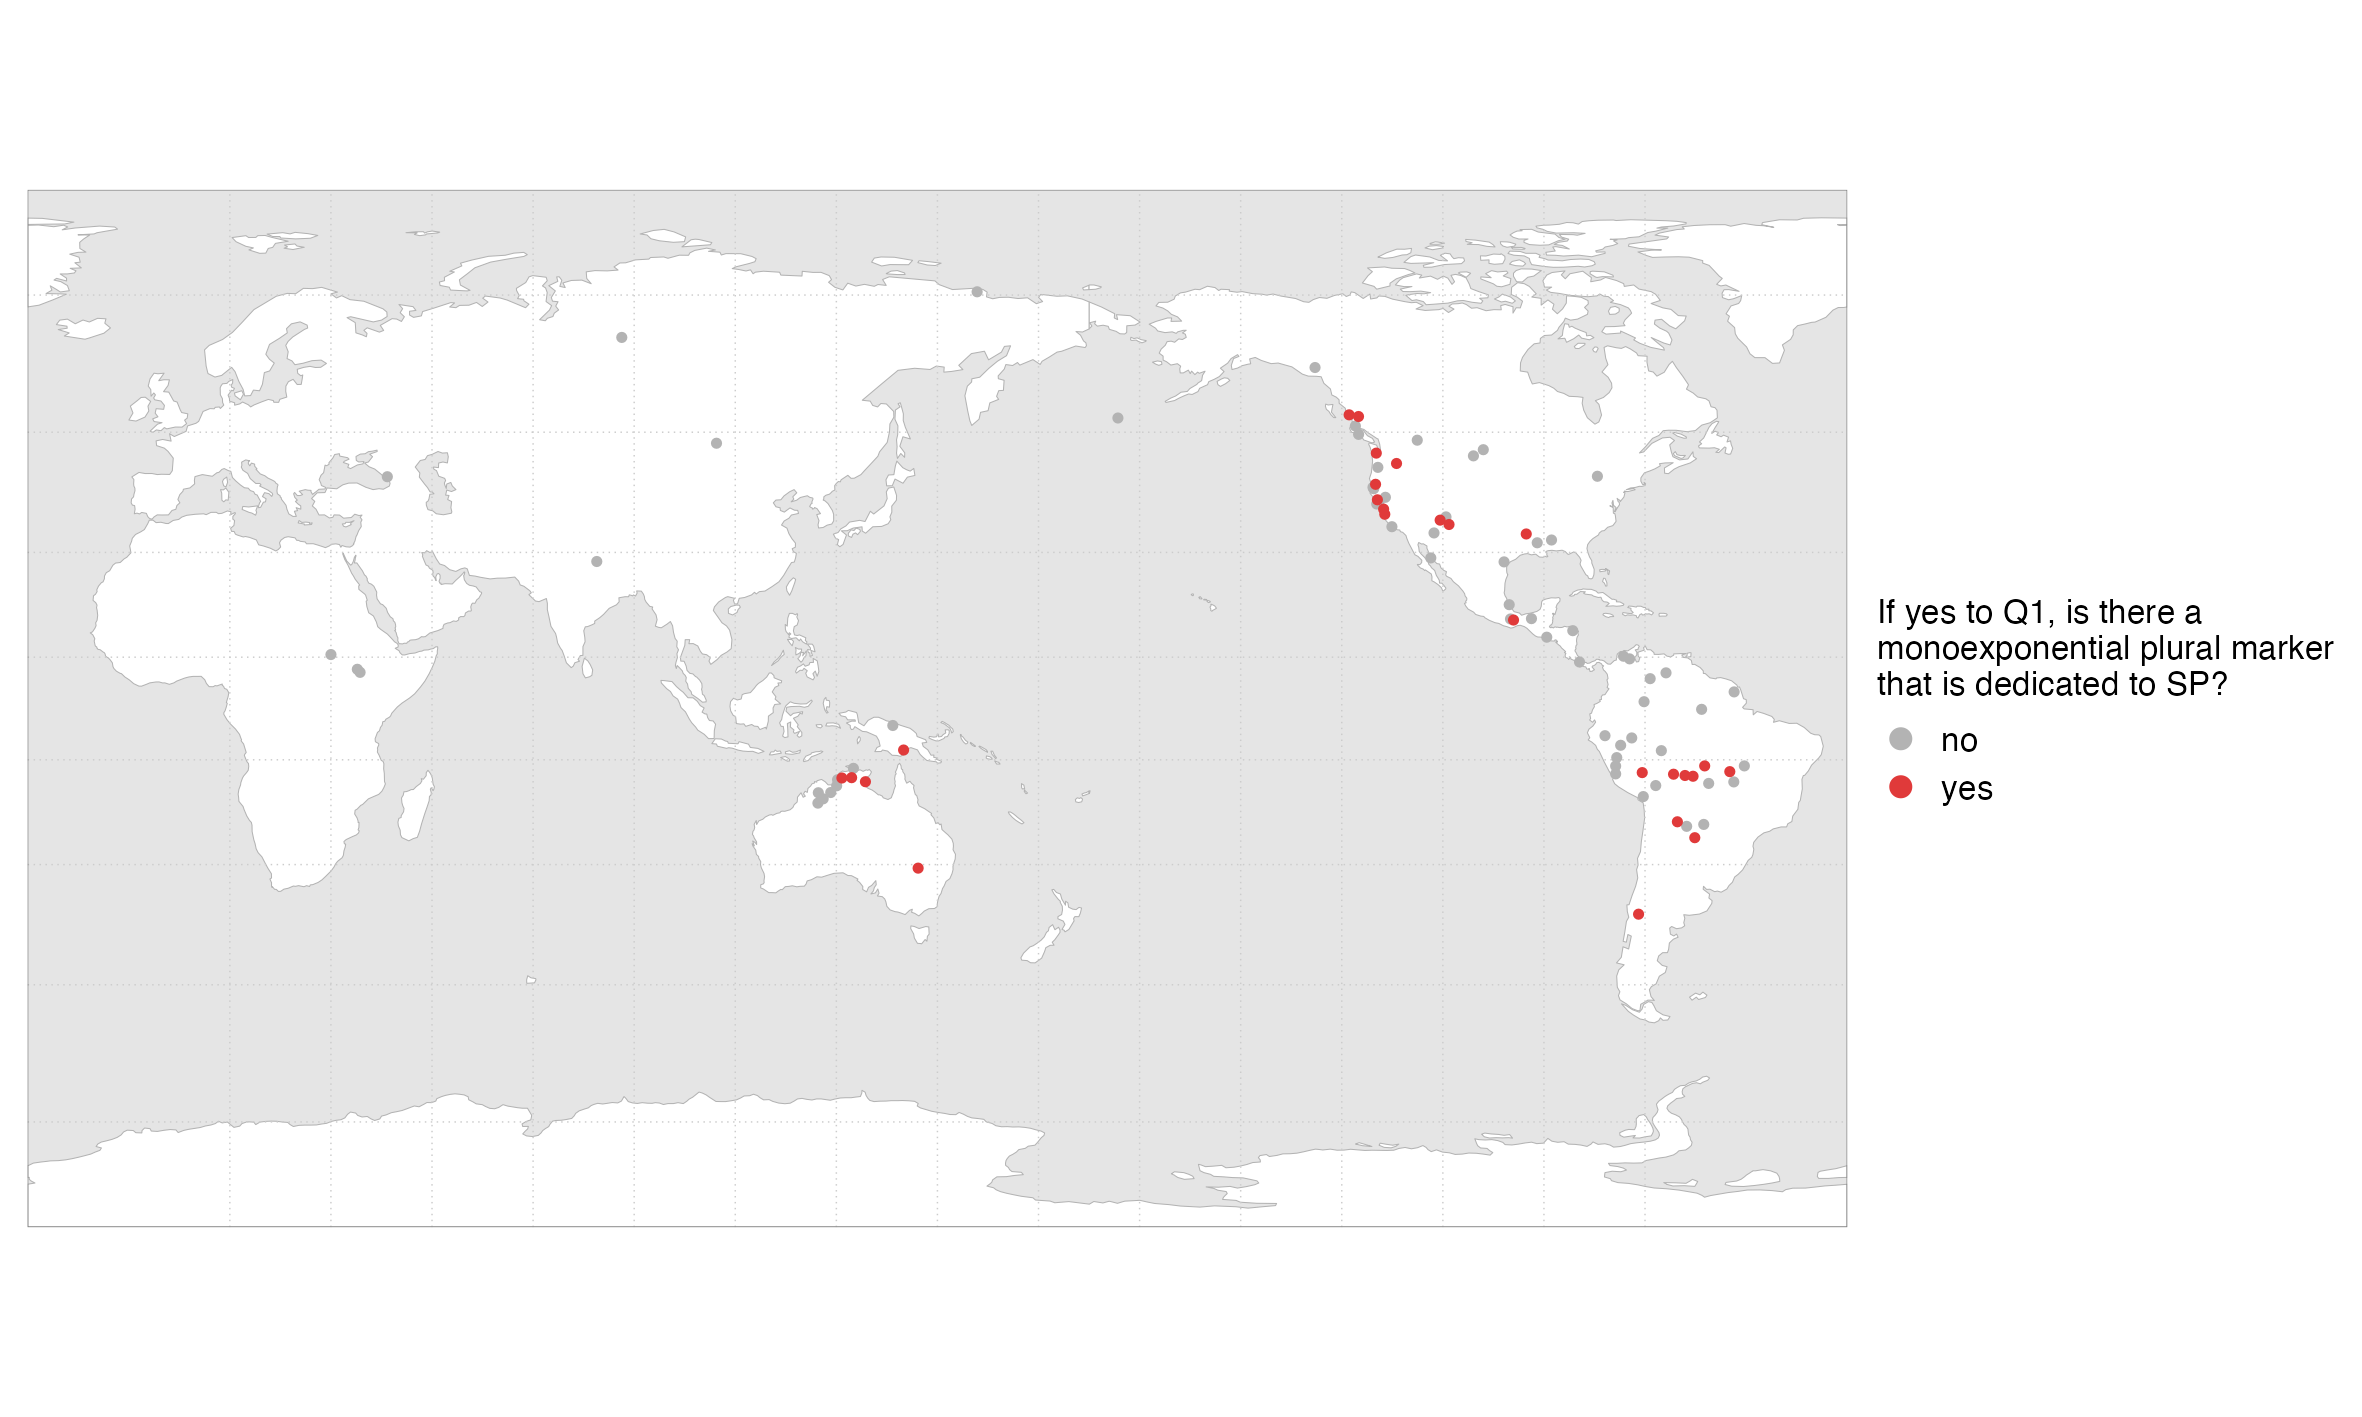 If yes to Q1, is there a
monoexponential plural marker
that is dedicated to SP?
no
yes